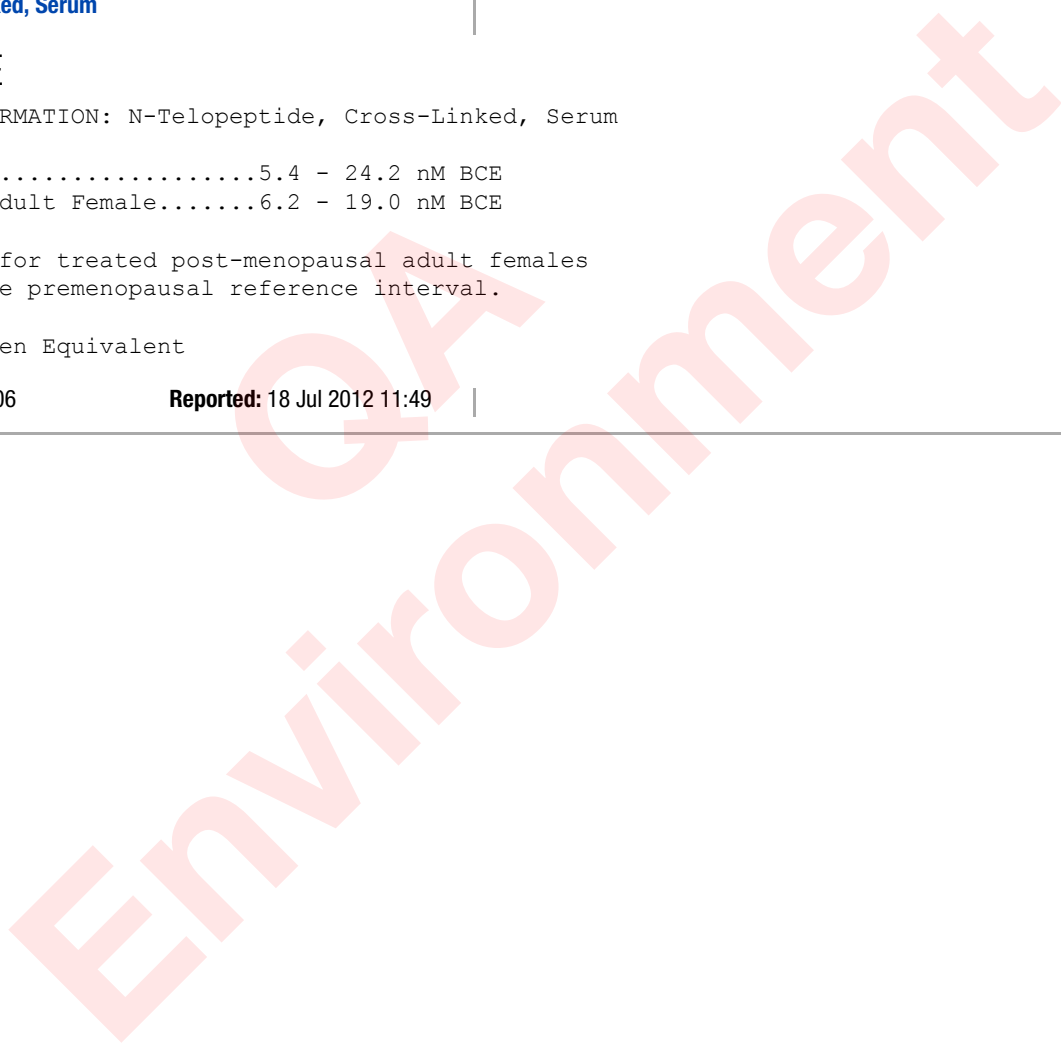 ed, Serum
RMATION: N-Telopeptide, Cross-Linked, Serum
..................5.4 - 24.2 nM BCE
dult Female.......6.2 - 19.0 nM BCE
for treated post-menopausal adult females
e premenopausal reference interval.
en Equivalent
06 Reported: 18 Jul 2012 11:49
QA
Environment